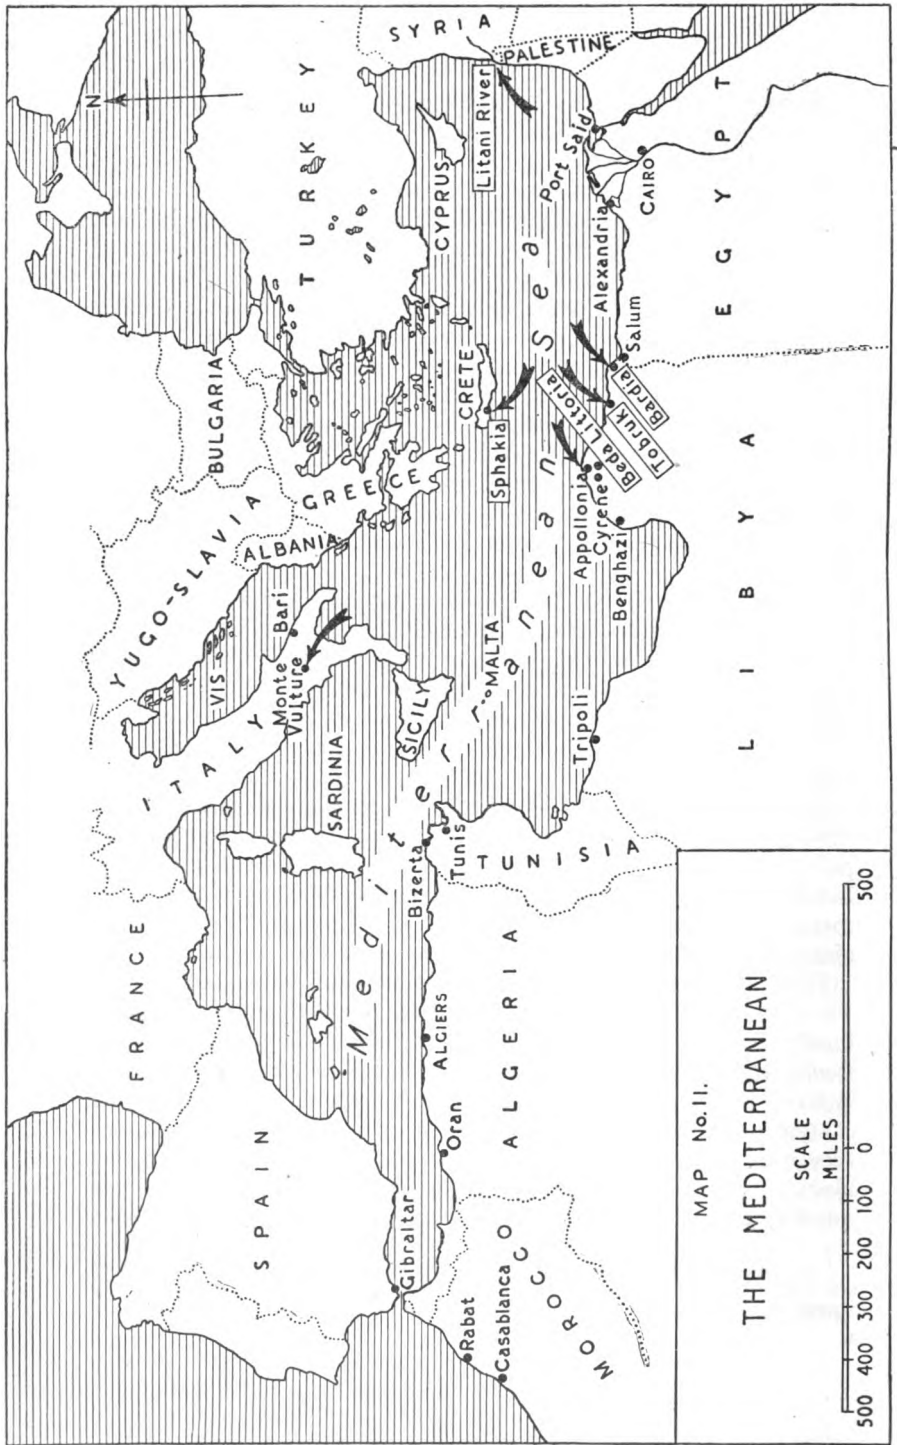 N
SYRIA
PALESTINE
TURKEY
Litani River
CYPRUS
Port Said
CAIRO
Alexandria
EGYPT
Salum
Bardia
Tobruk
Beda Littoria
CRETE
Sphakia
Appollonia
Cyrene
Benghazi
LIBYA
BULGARIA
GREECE
ALBANIA
YUGO-SLAVIA
Bari
VIS
Monte
Vulture
ITALY
SICILY
MALTA
Tripoli
SARDINIA
Mediterranean Sea
Bizerta
Tunis
TUNISIA
FRANCE
ALGIERS
ALGERIA
Oran
SPAIN
Gibraltar
Rabat
Casablanca
MOROCCO
MAP No. 11.
THE MEDITERRANEAN
SCALE
MILES
500 400 300 200 100 0 500